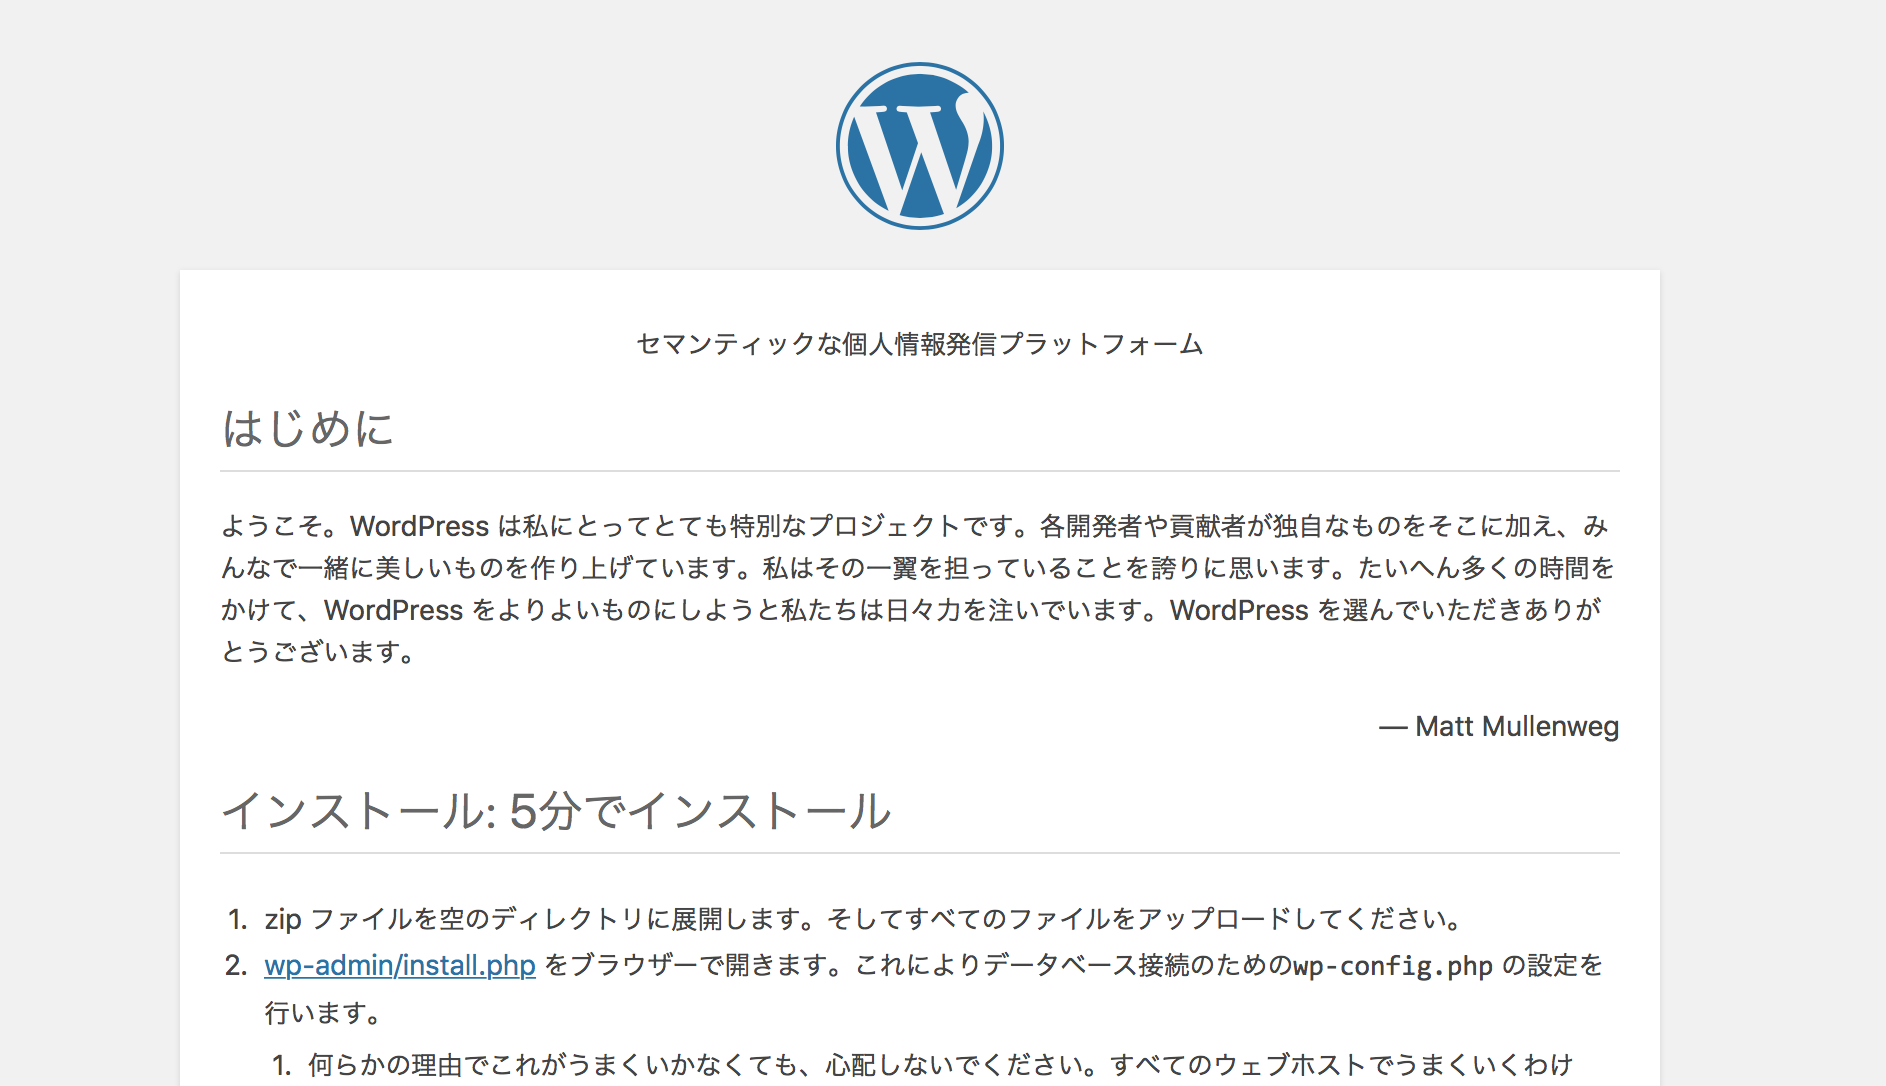 セマンティックな個人情報発信プラットフォーム
はじめに
ようこそ。WordPress は私にとってとても特別なプロジェクトです。各開発者や貢献者が独自なものをそこに加え、み
んなで一緒に美しいものを作り上げています。私はその一翼を担っていることを誇りに思います。たいへん多くの時間を
かけて、WordPress をよりよいものにしようと私たちは日々力を注いでいます。WordPress を選んでいただきありが
とうございます。
— Matt Mullenweg
インストール: 5分でインストール
1. zip ファイルを空のディレクトリに展開します。そしてすべてのファイルをアップロードしてください。
2. wp-admin/install.php をブラウザーで開きます。これによりデータベース接続のためのwp-config.php の設定を
行います。
1. 何らかの理由でこれがうまくいかなくても、心配しないでください。すべてのウェブホストでうまくいくわけ